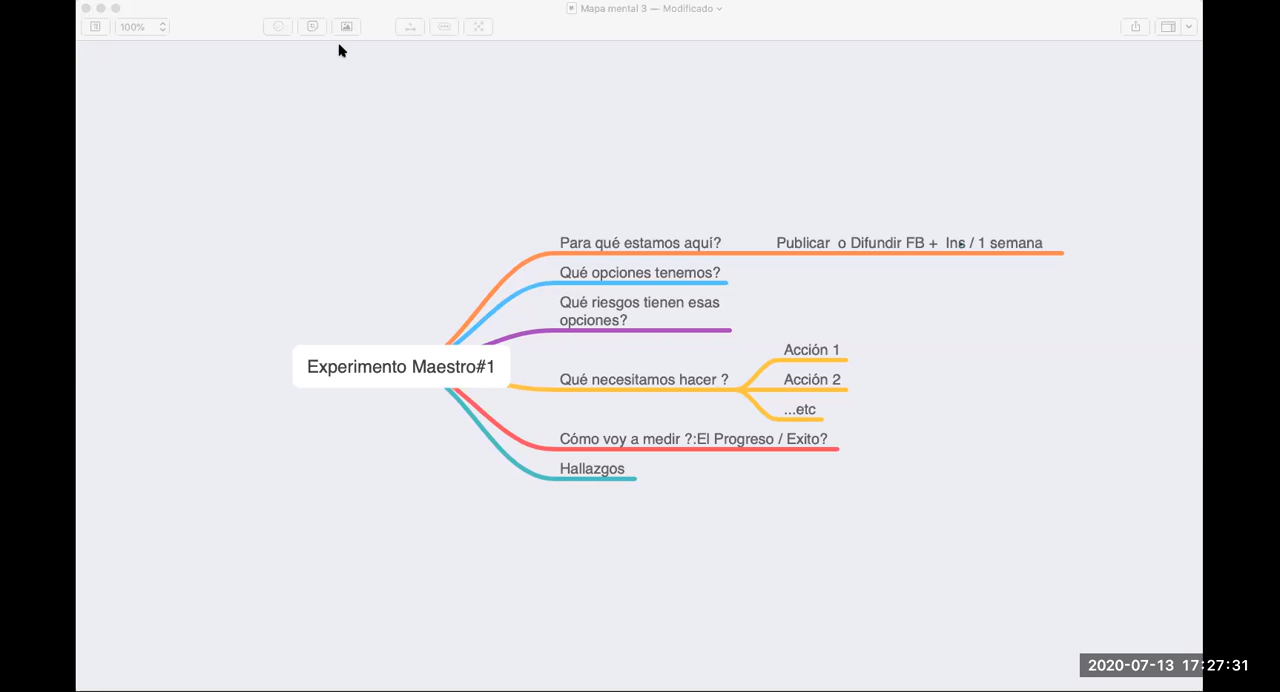 Mapa mental 3 — Modificado
100%
Para qué estamos aquí?
Publicar o Difundir FB + Ins / 1 semana
Qué opciones tenemos?
Qué riesgos tienen esas
opciones?
Experimento Maestro#1
Qué necesitamos hacer ?
Acción 1
Acción 2
...etc
Cómo voy a medir ?:El Progreso / Exito?
Hallazgos
2020-07-13 17:27:31